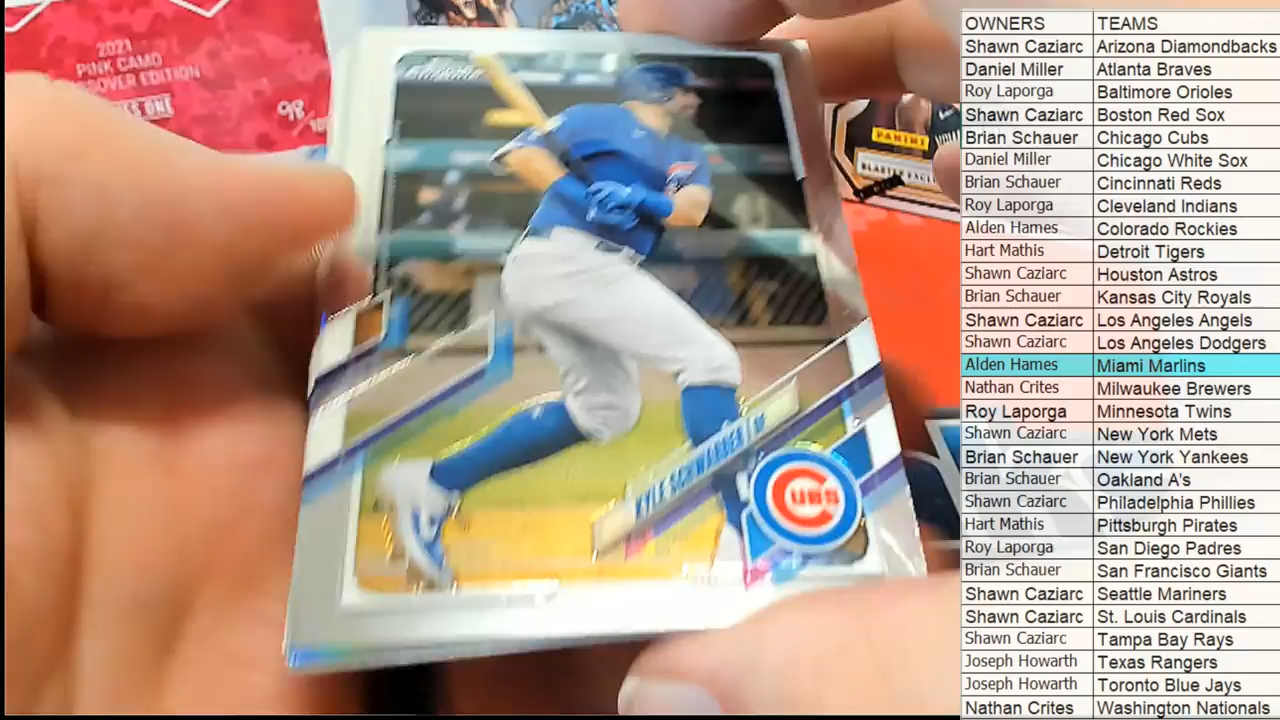 2021
PINK CAMO
OVER EDITION
ES ONE
98
PANINI
BLASTER EXCL
KYLE SCHWARBER LF
CUBS
OWNERS TEAMS
Shawn Caziarc Arizona Diamondbacks
Daniel Miller Atlanta Braves
Roy Laporga Baltimore Orioles
Shawn Caziarc Boston Red Sox
Brian Schauer Chicago Cubs
Daniel Miller Chicago White Sox
Brian Schauer Cincinnati Reds
Roy Laporga Cleveland Indians
Alden Hames Colorado Rockies
Hart Mathis Detroit Tigers
Shawn Caziarc Houston Astros
Brian Schauer Kansas City Royals
Shawn Caziarc Los Angeles Angels
Shawn Caziarc Los Angeles Dodgers
Alden Hames Miami Marlins
Nathan Crites Milwaukee Brewers
Roy Laporga Minnesota Twins
Shawn Caziarc New York Mets
Brian Schauer New York Yankees
Brian Schauer Oakland A's
Shawn Caziarc Philadelphia Phillies
Hart Mathis Pittsburgh Pirates
Roy Laporga San Diego Padres
Brian Schauer San Francisco Giants
Shawn Caziarc Seattle Mariners
Shawn Caziarc St. Louis Cardinals
Shawn Caziarc Tampa Bay Rays
Joseph Howarth Texas Rangers
Joseph Howarth Toronto Blue Jays
Nathan Crites Washington Nationals